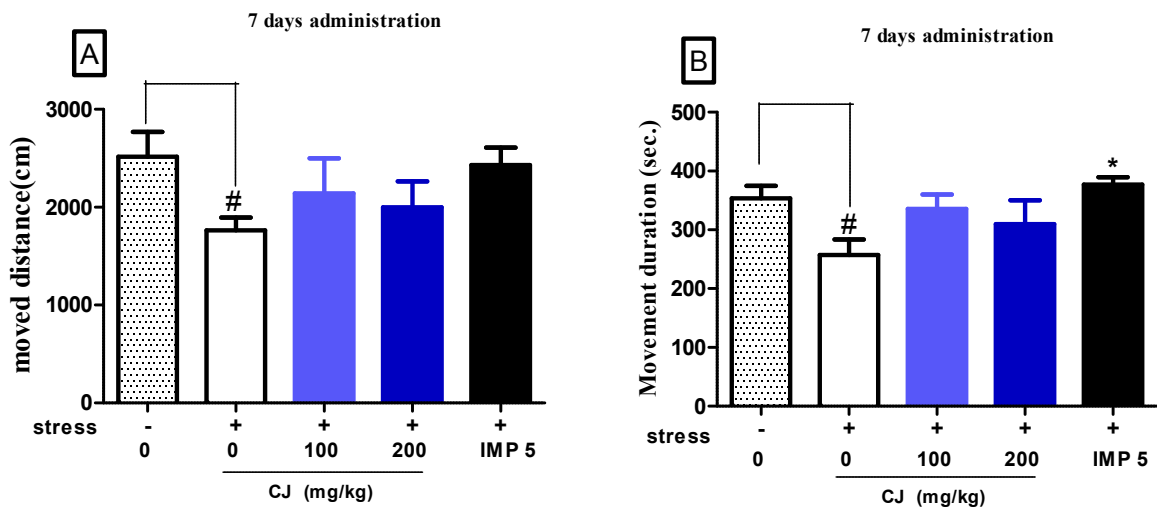 7 days administration
A
moved distance(cm)
3000
2000
1000
0
#
stress - + + + +
0 0 100 200 IMP 5
CJ (mg/kg)
7 days administration
B
Movement duration (sec.)
500
400
300
200
100
0
#
*
stress - + + + +
0 0 100 200 IMP 5
CJ (mg/kg)